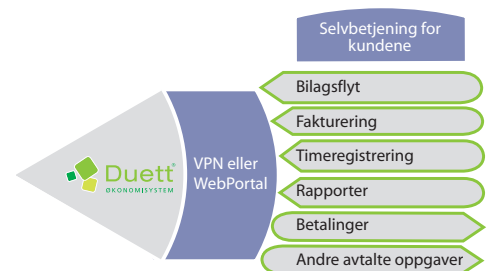 Selvbetjening for
kundene
Bilagsflyt
Fakturering
Timeregistrering
Rapporter
Betalinger
Andre avtalte oppgaver
VPN eller
WebPortal
Duett®
ØKONOMISYSTEM